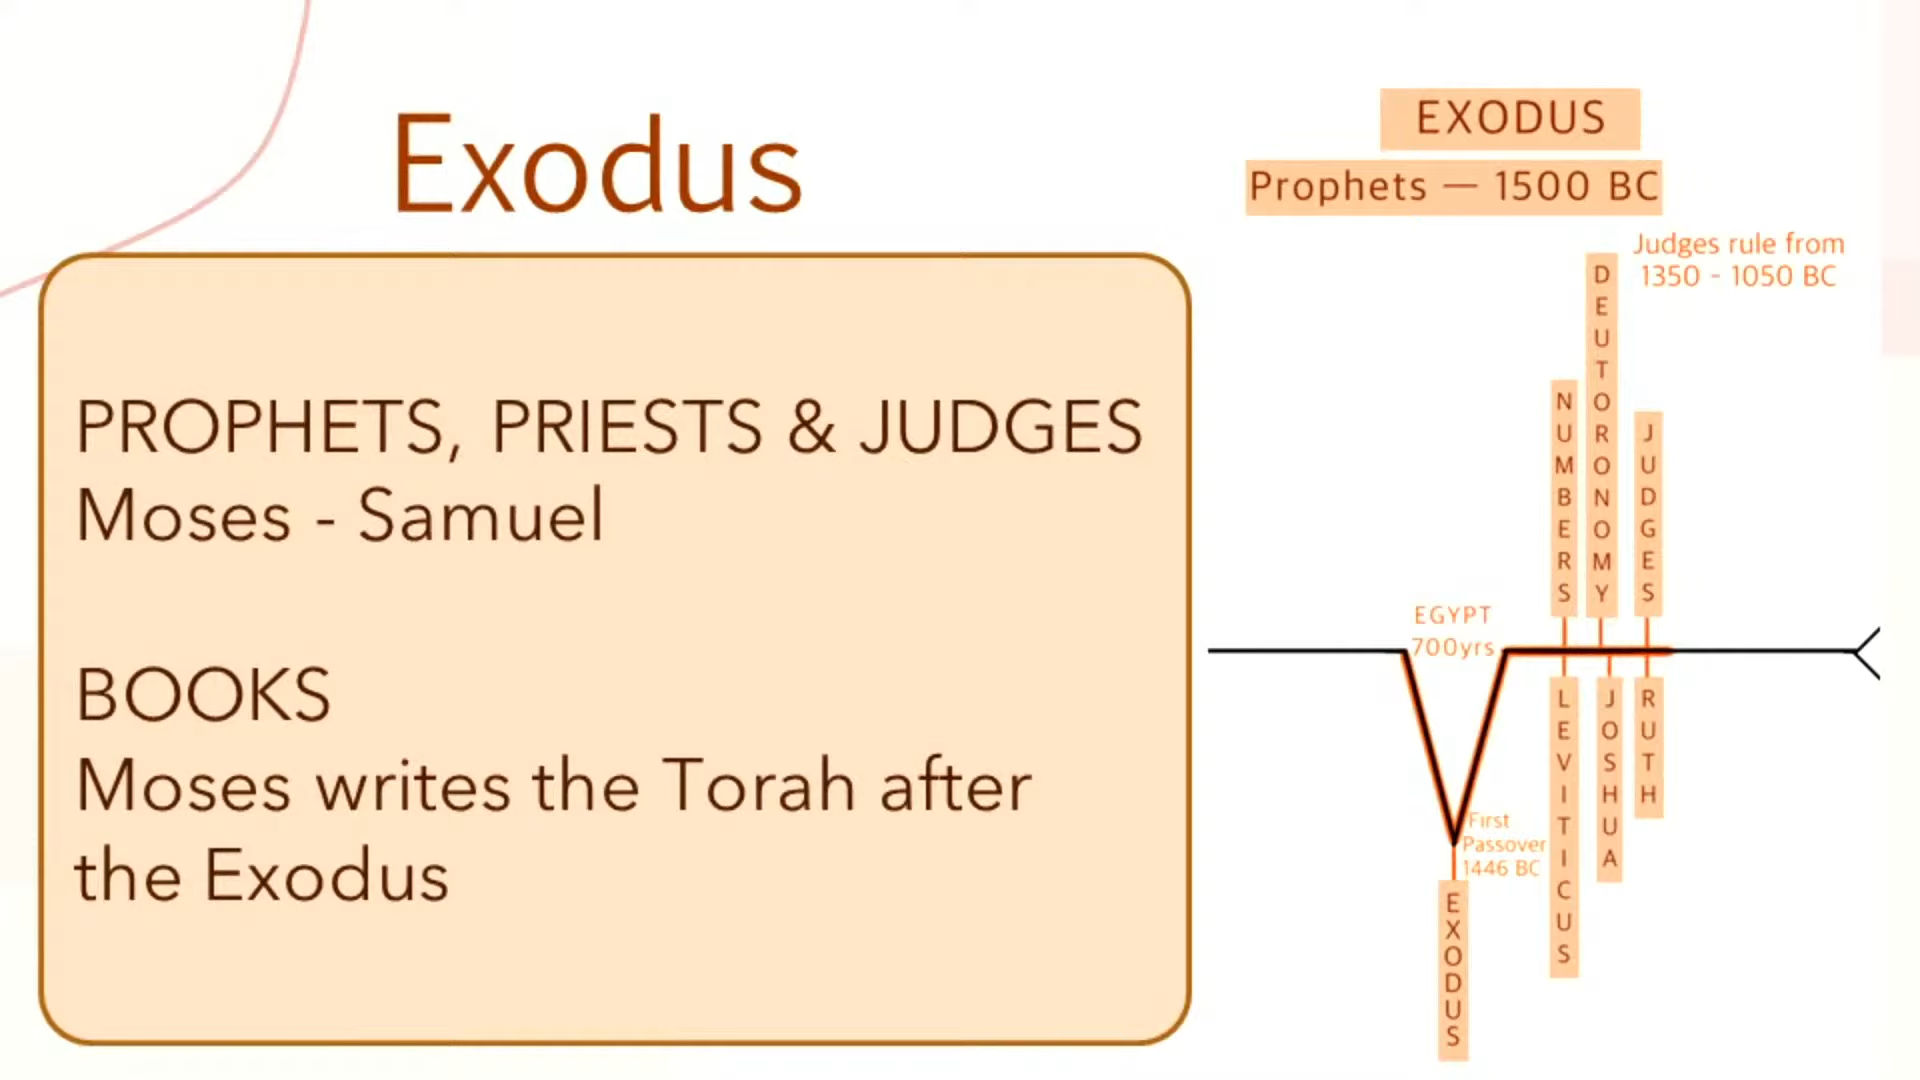 Exodus
PROPHETS, PRIESTS & JUDGES
Moses - Samuel
BOOKS
Moses writes the Torah after
the Exodus
EXODUS
Prophets — 1500 BC
Judges rule from
1350 - 1050 BC
NUMBERS
DEUTORONOMY
JUDGES
EGYPT
700yrs
LEVITICUS
JOSHUA
RUTH
First
Passover
1446 BC
EXODUS